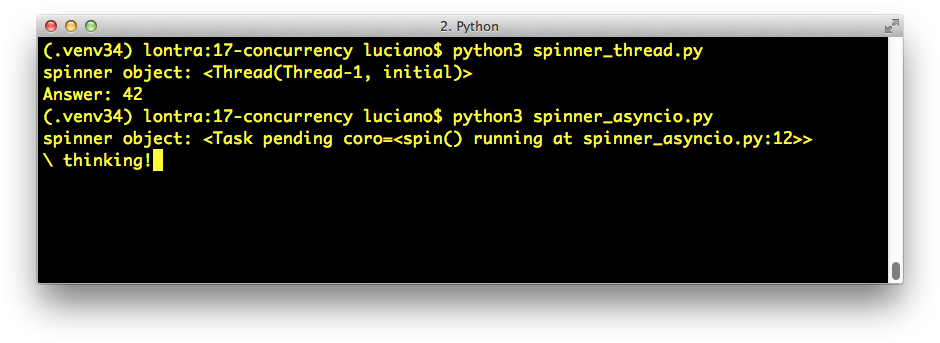 2. Python
(.venv34) lontra:17-concurrency luciano$ python3 spinner_thread.py
spinner object: <Thread(Thread-1, initial)>
Answer: 42
(.venv34) lontra:17-concurrency luciano$ python3 spinner_asyncio.py
spinner object: <Task pending coro=<spin() running at spinner_asyncio.py:12>>
\ thinking!